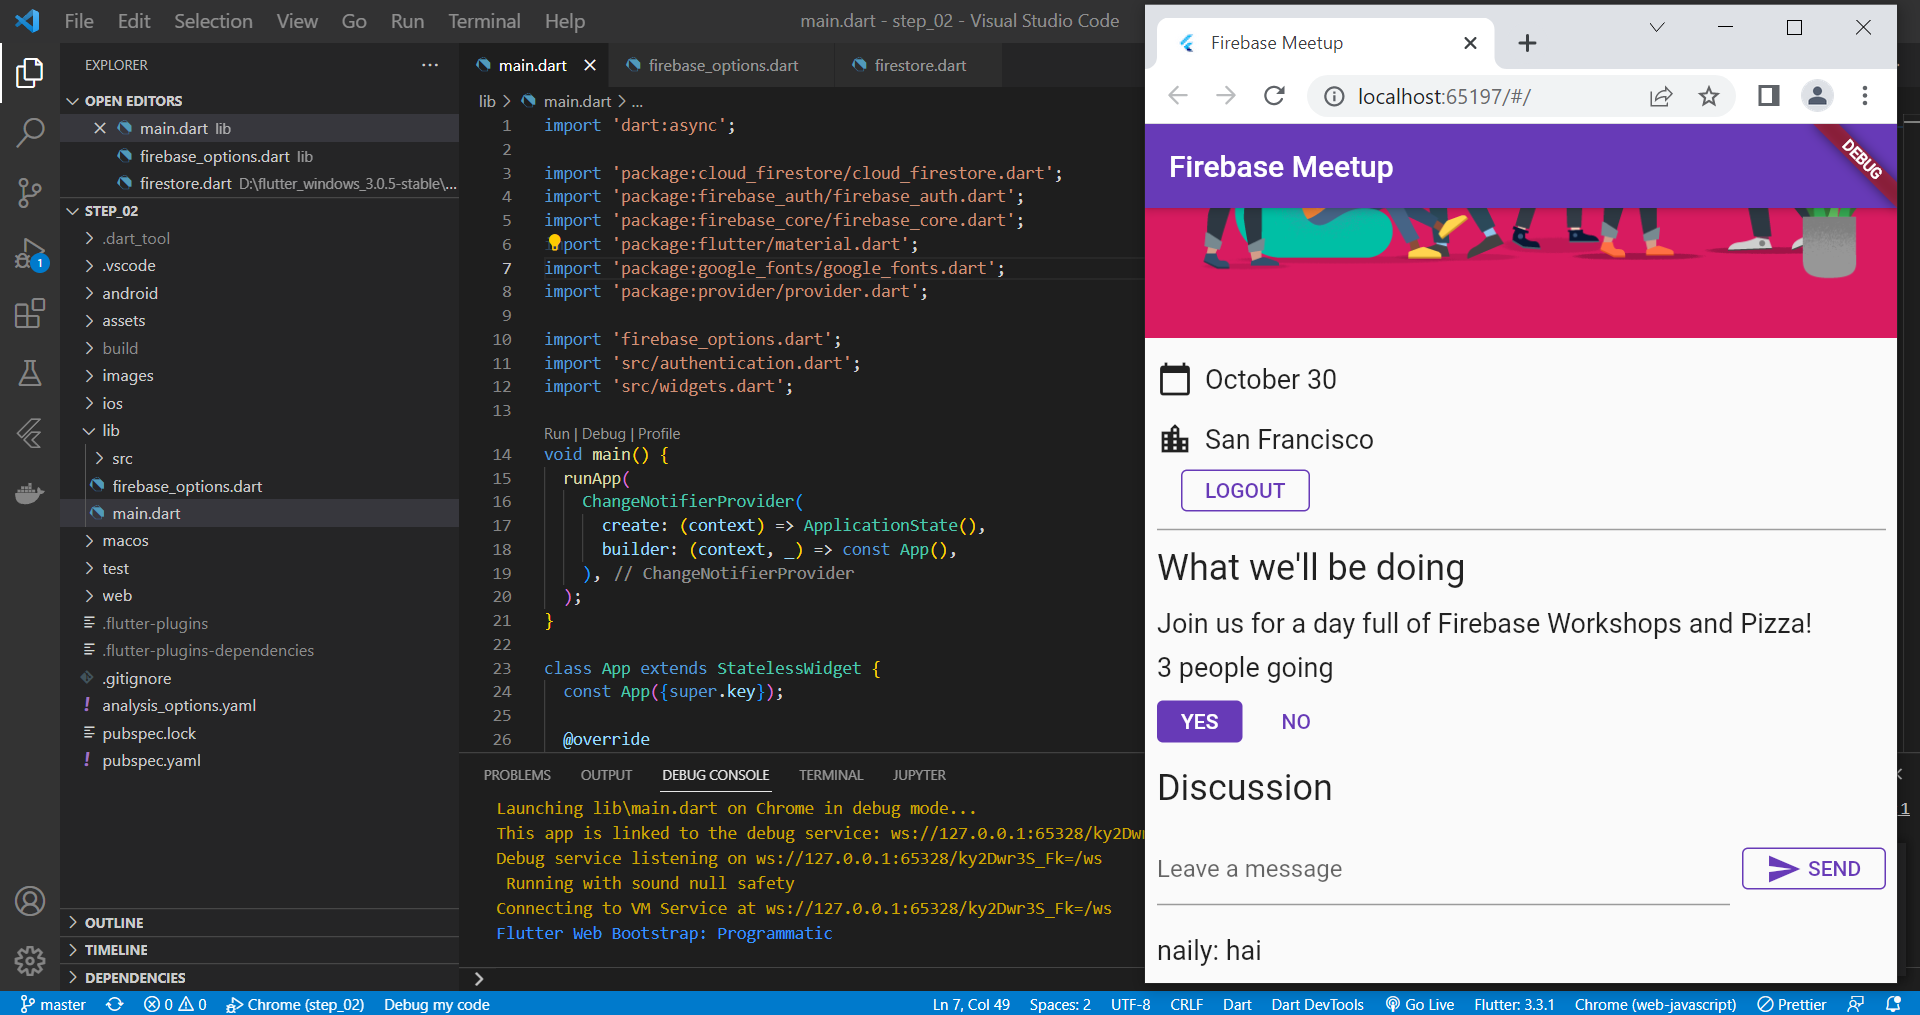 File Edit Selection View Go Run Terminal Help
main.dart - step_02 - Visual Studio Code
EXPLORER
OPEN EDITORS
main.dart lib
firebase_options.dart lib
firestore.dart D:\flutter_windows_3.0.5-stable\...
STEP_02
.dart_tool
.vscode
android
assets
build
images
ios
lib
src
firebase_options.dart
main.dart
macos
test
web
.flutter-plugins
.flutter-plugins-dependencies
.gitignore
analysis_options.yaml
pubspec.lock
pubspec.yaml
OUTLINE
TIMELINE
DEPENDENCIES
1
main.dart firebase_options.dart firestore.dart
lib > main.dart > ...
1 import 'dart:async';
2
3 import 'package:cloud_firestore/cloud_firestore.dart';
4 import 'package:firebase_auth/firebase_auth.dart';
5 import 'package:firebase_core/firebase_core.dart';
6 import 'package:flutter/material.dart';
7 import 'package:google_fonts/google_fonts.dart';
8 import 'package:provider/provider.dart';
9
10 import 'firebase_options.dart';
11 import 'src/authentication.dart';
12 import 'src/widgets.dart';
13
Run | Debug | Profile
14 void main() {
15 runApp(
16 ChangeNotifierProvider(
17 create: (context) => ApplicationState(),
18 builder: (context, _) => const App(),
19 ), // ChangeNotifierProvider
20 );
21 }
22
23 class App extends StatelessWidget {
24 const App({super.key});
25
26 @override
PROBLEMS OUTPUT DEBUG CONSOLE TERMINAL JUPYTER
Launching lib\main.dart on Chrome in debug mode...
This app is linked to the debug service: ws://127.0.0.1:65328/ky2Dwr
Debug service listening on ws://127.0.0.1:65328/ky2Dwr3S_Fk=/ws
Running with sound null safety
Connecting to VM Service at ws://127.0.0.1:65328/ky2Dwr3S_Fk=/ws
Flutter Web Bootstrap: Programmatic
1
Firebase Meetup
localhost:65197/#/
Firebase Meetup
DEBUG
October 30
San Francisco
LOGOUT
What we'll be doing
Join us for a day full of Firebase Workshops and Pizza!
3 people going
YES NO
Discussion
Leave a message
SEND
naily: hai
master 0 0 Chrome (step_02) Debug my code Ln 7, Col 49 Spaces: 2 UTF-8 CRLF Dart Dart DevTools Go Live Flutter: 3.3.1 Chrome (web-javascript) Prettier